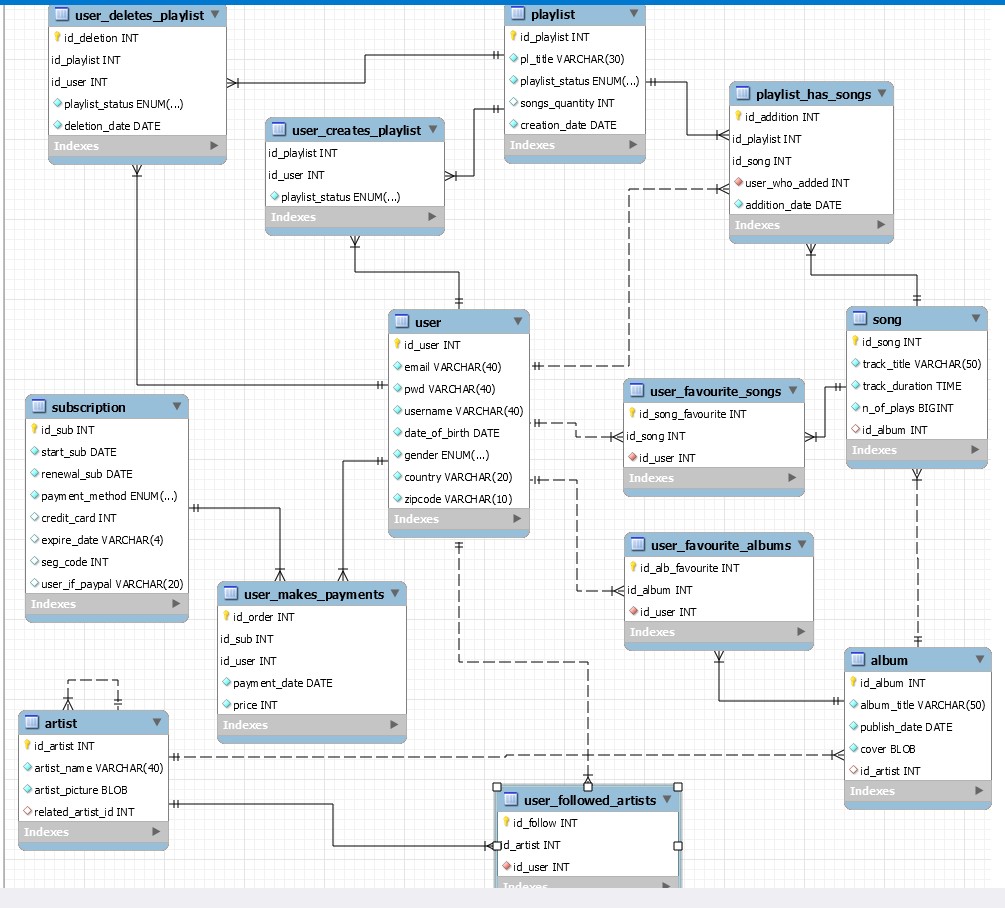 user_deletes_playlist
id_deletion INT
id_playlist INT
id_user INT
playlist_status ENUM(...)
deletion_date DATE
Indexes
playlist
id_playlist INT
pl_title VARCHAR(30)
playlist_status ENUM(...)
songs_quantity INT
creation_date DATE
Indexes
user_creates_playlist
id_playlist INT
id_user INT
playlist_status ENUM(...)
Indexes
playlist_has_songs
id_addition INT
id_playlist INT
id_song INT
user_who_added INT
addition_date DATE
Indexes
user
id_user INT
email VARCHAR(40)
pwd VARCHAR(40)
username VARCHAR(40)
date_of_birth DATE
gender ENUM(...)
country VARCHAR(20)
zipcode VARCHAR(10)
Indexes
song
id_song INT
track_title VARCHAR(50)
track_duration TIME
n_of_plays BIGINT
id_album INT
Indexes
subscription
id_sub INT
start_sub DATE
renewal_sub DATE
payment_method ENUM(...)
credit_card INT
expire_date VARCHAR(4)
seg_code INT
user_if_paypal VARCHAR(20)
Indexes
user_favourite_songs
id_song_favourite INT
id_song INT
id_user INT
Indexes
user_favourite_albums
id_alb_favourite INT
id_album INT
id_user INT
Indexes
user_makes_payments
id_order INT
id_sub INT
id_user INT
payment_date DATE
price INT
Indexes
album
id_album INT
album_title VARCHAR(50)
publish_date DATE
cover BLOB
id_artist INT
Indexes
artist
id_artist INT
artist_name VARCHAR(40)
artist_picture BLOB
related_artist_id INT
Indexes
user_followed_artists
id_follow INT
id_artist INT
id_user INT
Indexes